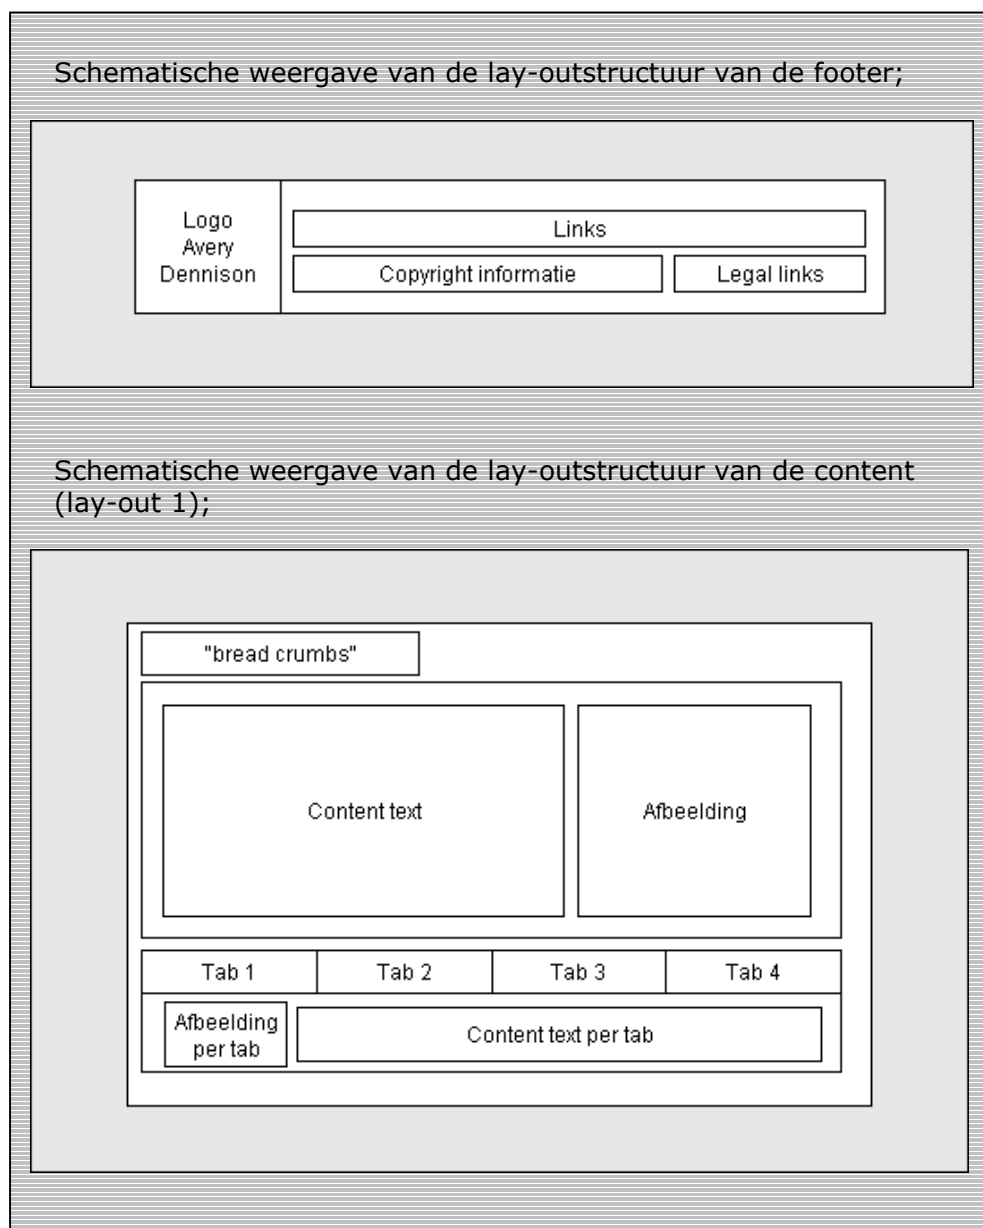 Schematische weergave van de lay-outstructuur van de footer;
Logo
Avery
Dennison
Links
Copyright informatie
Legal links
Schematische weergave van de lay-outstructuur van de content
(lay-out 1);
"bread crumbs"
Content text
Afbeelding
Tab 1
Tab 2
Tab 3
Tab 4
Afbeelding
per tab
Content text per tab